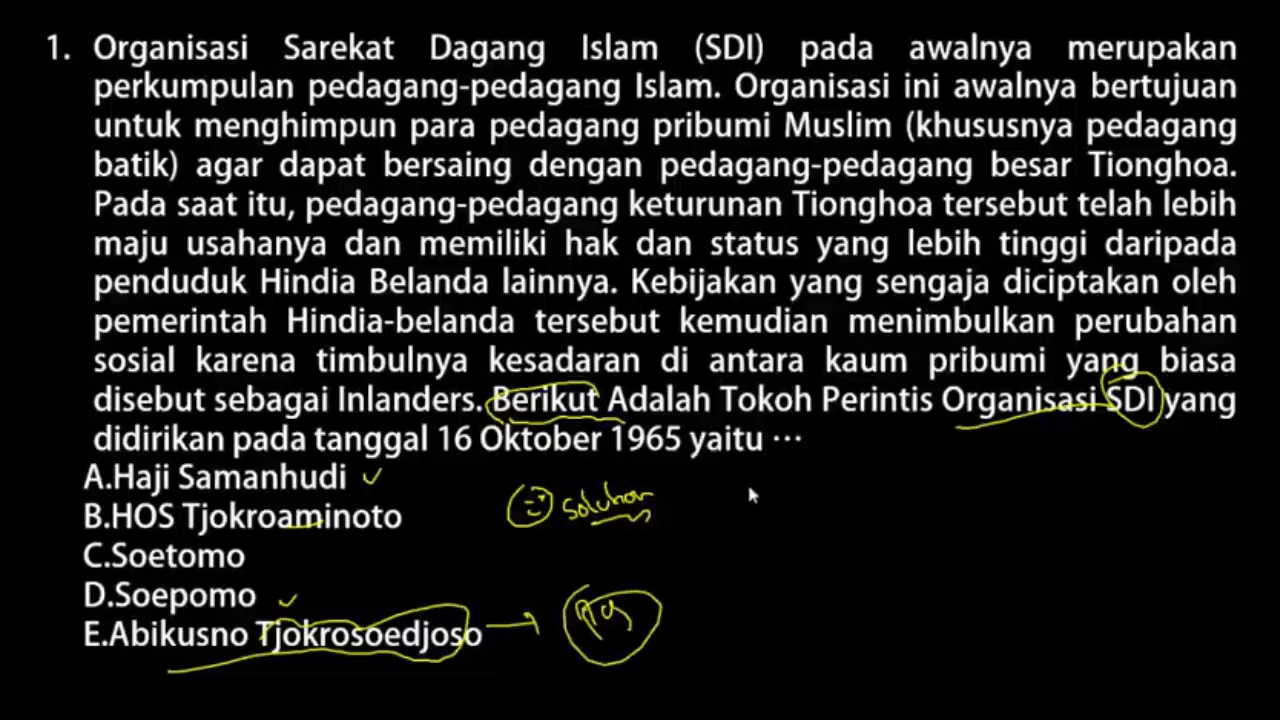 1. Organisasi Sarekat Dagang Islam (SDI) pada awalnya merupakan
perkumpulan pedagang-pedagang Islam. Organisasi ini awalnya bertujuan
untuk menghimpun para pedagang pribumi Muslim (khususnya pedagang
batik) agar dapat bersaing dengan pedagang-pedagang besar Tionghoa.
Pada saat itu, pedagang-pedagang keturunan Tionghoa tersebut telah lebih
maju usahanya dan memiliki hak dan status yang lebih tinggi daripada
penduduk Hindia Belanda lainnya. Kebijakan yang sengaja diciptakan oleh
pemerintah Hindia-belanda tersebut kemudian menimbulkan perubahan
sosial karena timbulnya kesadaran di antara kaum pribumi yang biasa
disebut sebagai Inlanders. Berikut Adalah Tokoh Perintis Organisasi SDI yang
didirikan pada tanggal 16 Oktober 1965 yaitu ···
A.Haji Samanhudi
B.HOS Tjokroaminoto
C.Soetomo
D.Soepomo
E.Abikusno Tjokrosoedjoso